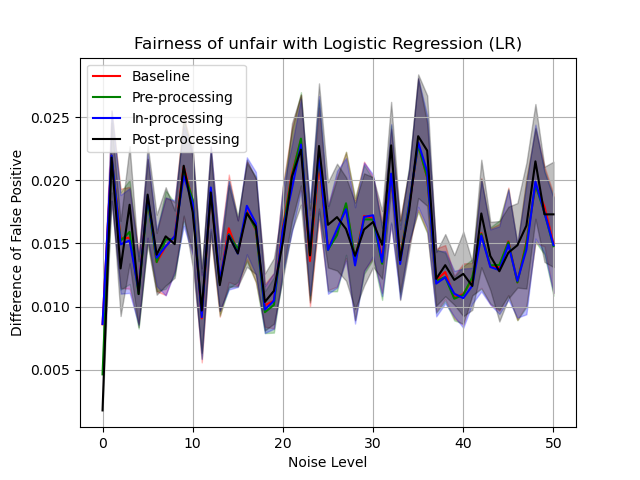 Fairness of unfair with Logistic Regression (LR)
Baseline
Pre-processing
In-processing
Post-processing
Difference of False Positive
0.025
0.020
0.015
0.010
0.005
0
10
20
30
40
50
Noise Level